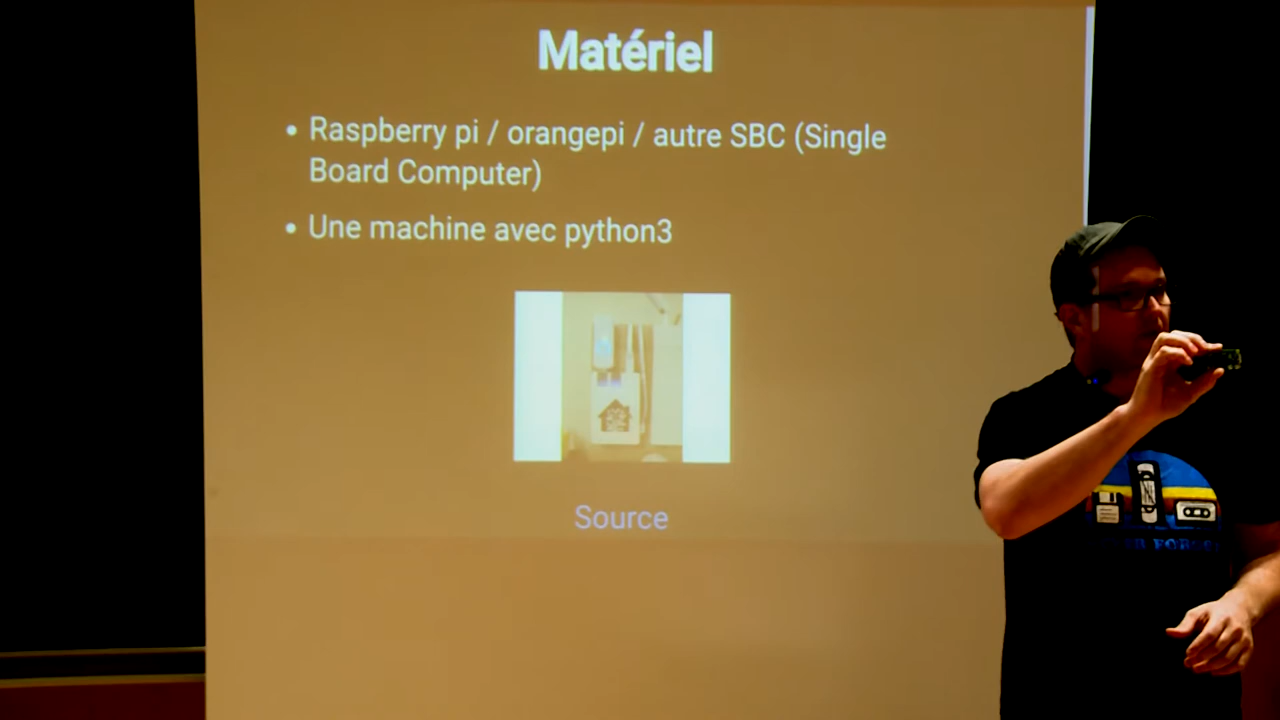 Matériel
• Raspberry pi / orangepi / autre SBC (Single
Board Computer)
• Une machine avec python3
Source